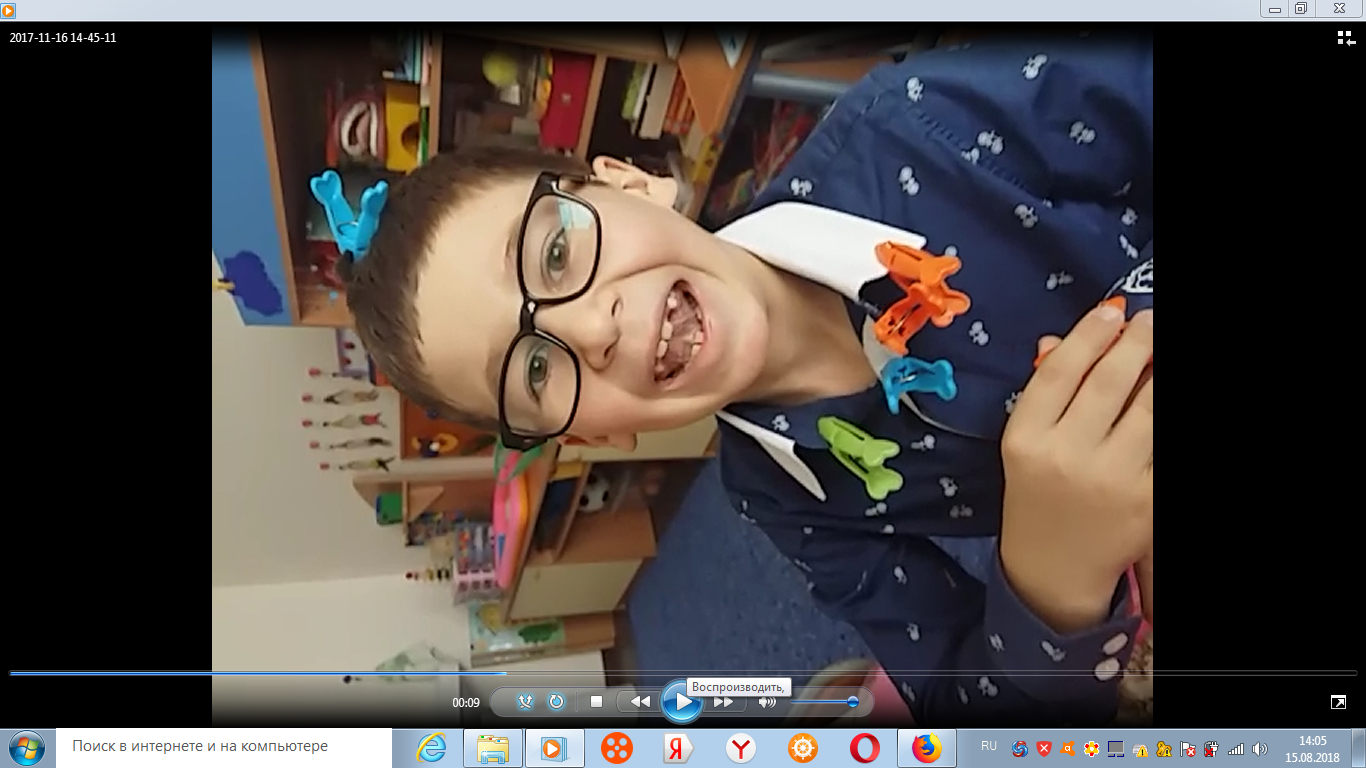 2017-11-16 14-45-11
00:09
Воспроизводить,
Поиск в интернете и на компьютере
RU
14:05
15.08.2018